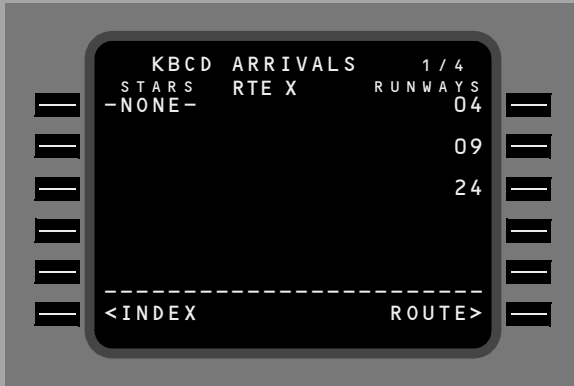 KBCD ARRIVALS 1/4
STARS RTE X RUNWAYS
-NONE- 04
09
24
------------------------
<INDEX ROUTE>